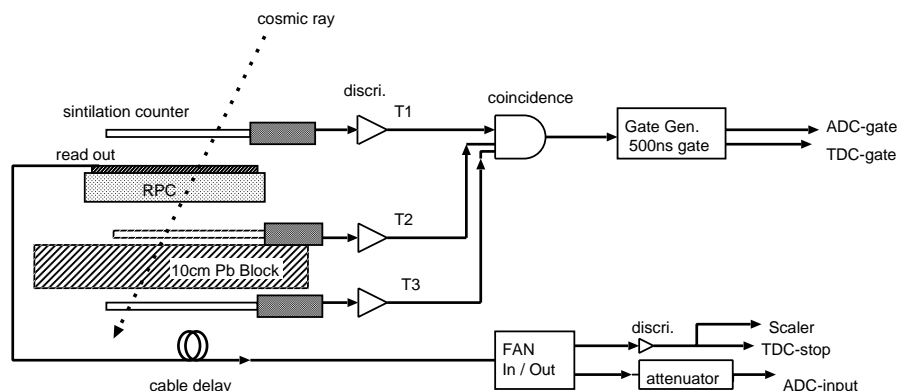 cosmic ray
sintilation counter
discri.
T1
coincidence
Gate Gen.
500ns gate
ADC-gate
TDC-gate
read out
RPC
T2
10cm Pb Block
T3
cable delay
FAN
In / Out
discri.
Scaler
TDC-stop
attenuator
ADC-input